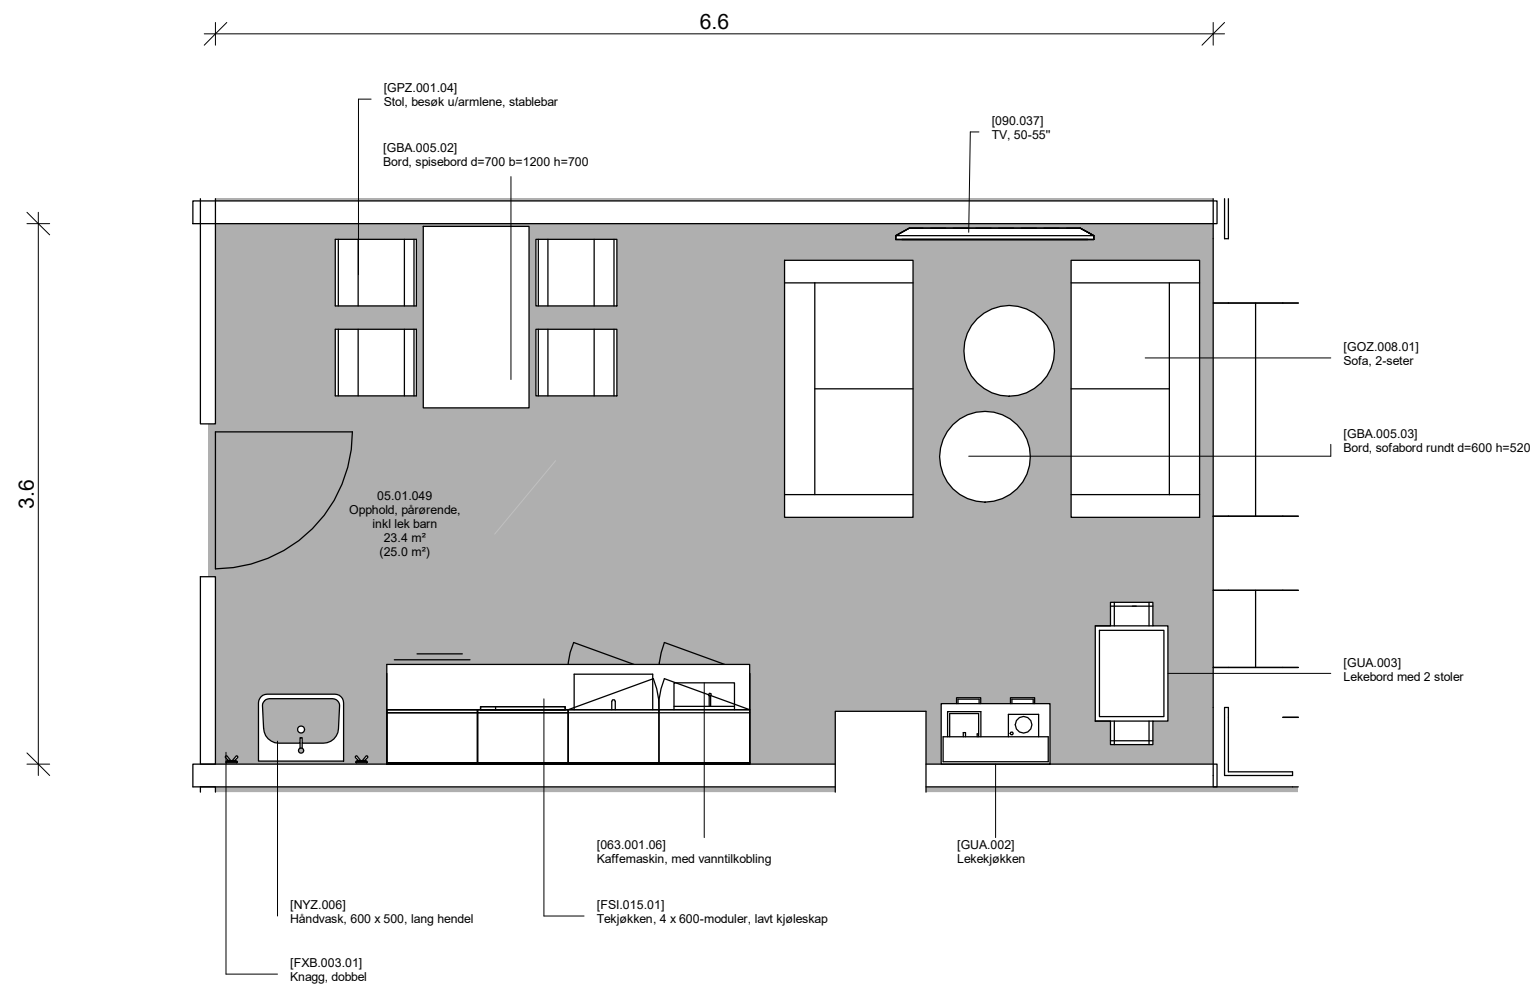 6.6
[GPZ.001.04]
Stol, besøk u/armlene, stablebar
[090.037]
TV, 50-55"
[GBA.005.02]
Bord, spisebord d=700 b=1200 h=700
[GOZ.008.01]
Sofa, 2-seter
[GBA.005.03]
Bord, sofabord rundt d=600 h=520
3.6
05.01.049
Opphold, pårørende,
inkl lek barn
23.4 m²
(25.0 m²)
[GUA.003]
Lekebord med 2 stoler
[063.001.06]
Kaffemaskin, med vanntilkobling
[GUA.002]
Lekekjøkken
[NYZ.006]
Håndvask, 600 x 500, lang hendel
[FSI.015.01]
Tekjøkken, 4 x 600-moduler, lavt kjøleskap
[FXB.003.01]
Knagg, dobbel